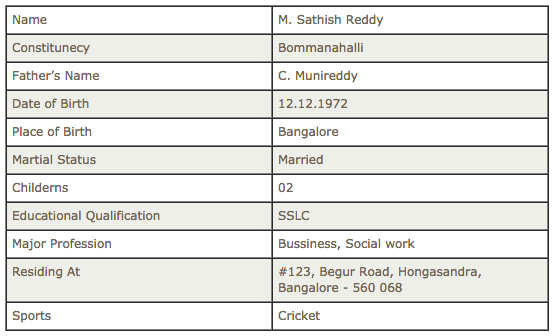 Name M. Sathish Reddy
Constitunecy Bommanahalli
Father's Name C. Munireddy
Date of Birth 12.12.1972
Place of Birth Bangalore
Martial Status Married
Childerns 02
Educational Qualification SSLC
Major Profession Bussiness, Social work
Residing At #123, Begur Road, Hongasandra,
Bangalore - 560 068
Sports Cricket